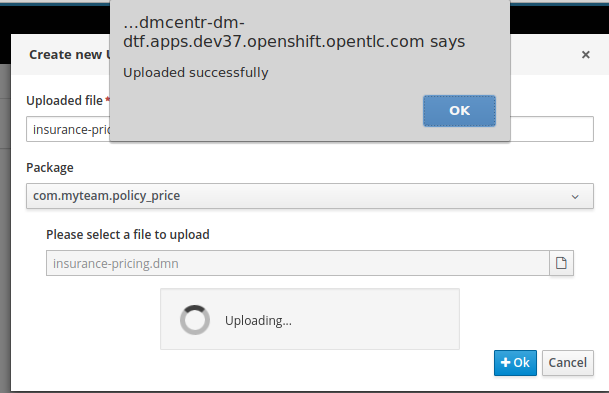 ...dmcentr-dm-
dtf.apps.dev37.openshift.opentlc.com says
Uploaded successfully
OK
Create new
×
Uploaded file*
insurance-pric
Package
com.myteam.policy_price
Please select a file to upload
insurance-pricing.dmn
Uploading...
+ Ok
Cancel